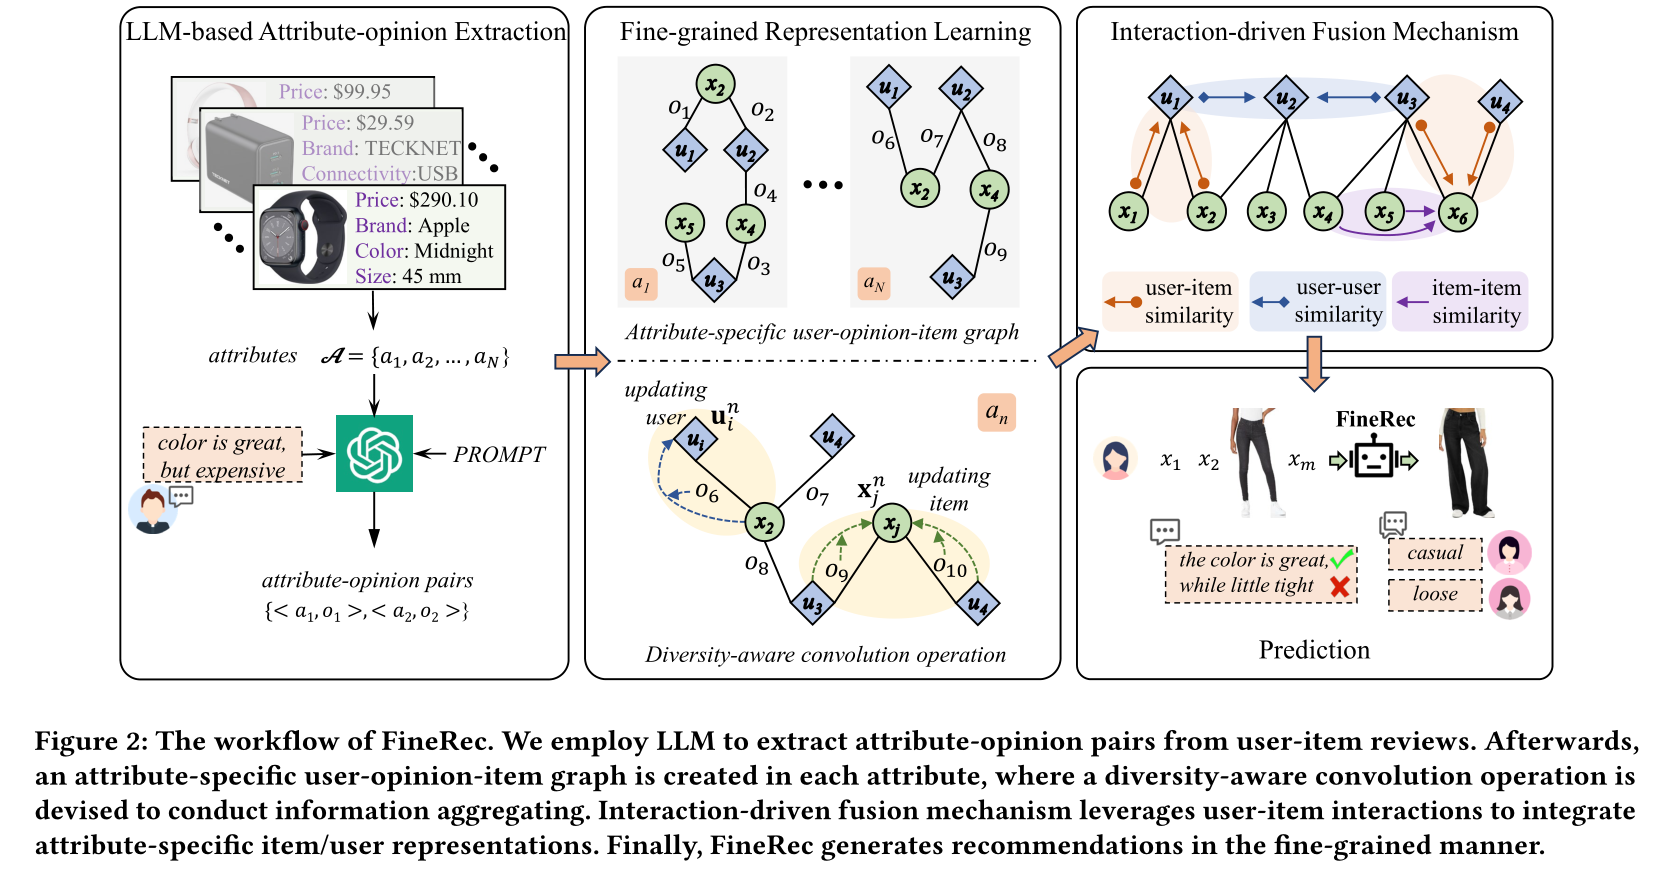 LLM-based Attribute-opinion Extraction
Price: $99.95
Price: $29.59
Brand: TECKNET
Connectivity:USB
Price: $290.10
Brand: Apple
Color: Midnight
Size: 45 mm
attributes 𝓐 = {a₁, a₂, … , a_N}
color is great,
but expensive
PROMPT
attribute-opinion pairs
{< a₁, o₁ >, < a₂, o₂ >}
Fine-grained Representation Learning
x₂
o₁ o₂
u₁ u₂
o₄
x₅ x₄
o₅ o₃
u₃
a₁
u₁ u₂
o₆ o₇ o₈
x₂ x₄
o₉
u₃
a_N
Attribute-specific user-opinion-item graph
updating
user
u_i^n
a_n
u_i u₄
o₆ o₇
x_j^n
updating
item
x₂ x_j
o₈ o₉ o₁₀
u₃ u₄
Diversity-aware convolution operation
Interaction-driven Fusion Mechanism
u₁ u₂ u₃ u₄
x₁ x₂ x₃ x₄ x₅ x₆
user-item
similarity
user-user
similarity
item-item
similarity
FineRec
x₁ x₂ x_m
the color is great,
while little tight
casual
loose
Prediction
Figure 2: The workflow of FineRec. We employ LLM to extract attribute-opinion pairs from user-item reviews. Afterwards,
an attribute-specific user-opinion-item graph is created in each attribute, where a diversity-aware convolution operation is
devised to conduct information aggregating. Interaction-driven fusion mechanism leverages user-item interactions to integrate
attribute-specific item/user representations. Finally, FineRec generates recommendations in the fine-grained manner.